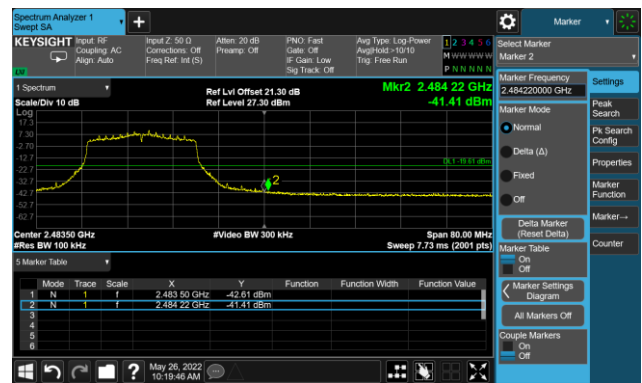 Spectrum Analyzer 1
Swept SA
Marker
KEYSIGHT
Input: RF
Coupling: AC
Align: Auto
Input Z: 50 Ω
Corrections: Off
Freq Ref: Int (S)
Atten: 20 dB
Preamp: Off
PNO: Fast
Gate: Off
IF Gain: Low
Sig Track: Off
Avg Type: Log-Power
Avg|Hold:>10/10
Trig: Free Run
1 2 3 4 5 6
M W W W W W
P N N N N N
Select Marker
Marker 2
1 Spectrum
Scale/Div 10 dB
Log
Ref Lvl Offset 21.30 dB
Ref Level 27.30 dBm
Mkr2 2.484 22 GHz
-41.41 dBm
17.3
7.30
-2.70
-12.7
-22.7
-32.7
-42.7
-52.7
-62.7
DL1 -19.61 dBm
2
Center 2.48350 GHz
#Res BW 100 kHz
#Video BW 300 kHz
Span 80.00 MHz
Sweep 7.73 ms (2001 pts)
5 Marker Table
Mode Trace Scale X Y Function Function Width Function Value
1 N 1 f 2.483 50 GHz -42.61 dBm
2 N 1 f 2.484 22 GHz -41.41 dBm
3
4
5
6
Marker Frequency
2.484220000 GHz
Marker Mode
Normal
Delta (Δ)
Fixed
Off
Delta Marker
(Reset Delta)
Marker Table
On
Off
Marker Settings
Diagram
All Markers Off
Couple Markers
On
Off
Settings
Peak
Search
Pk Search
Config
Properties
Marker
Function
Marker→
Counter
?
May 26, 2022
10:19:46 AM